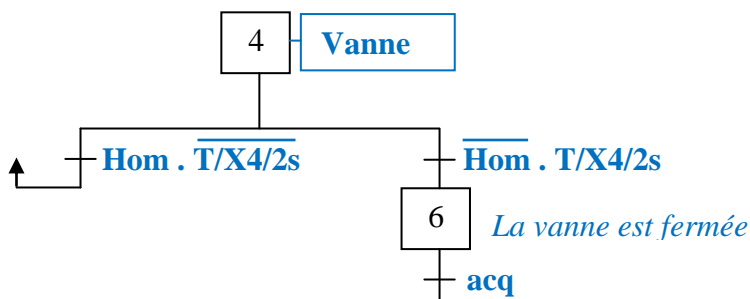 4 Vanne
Hom . T/X4/2s
Hom . T/X4/2s
6
La vanne est fermée
acq